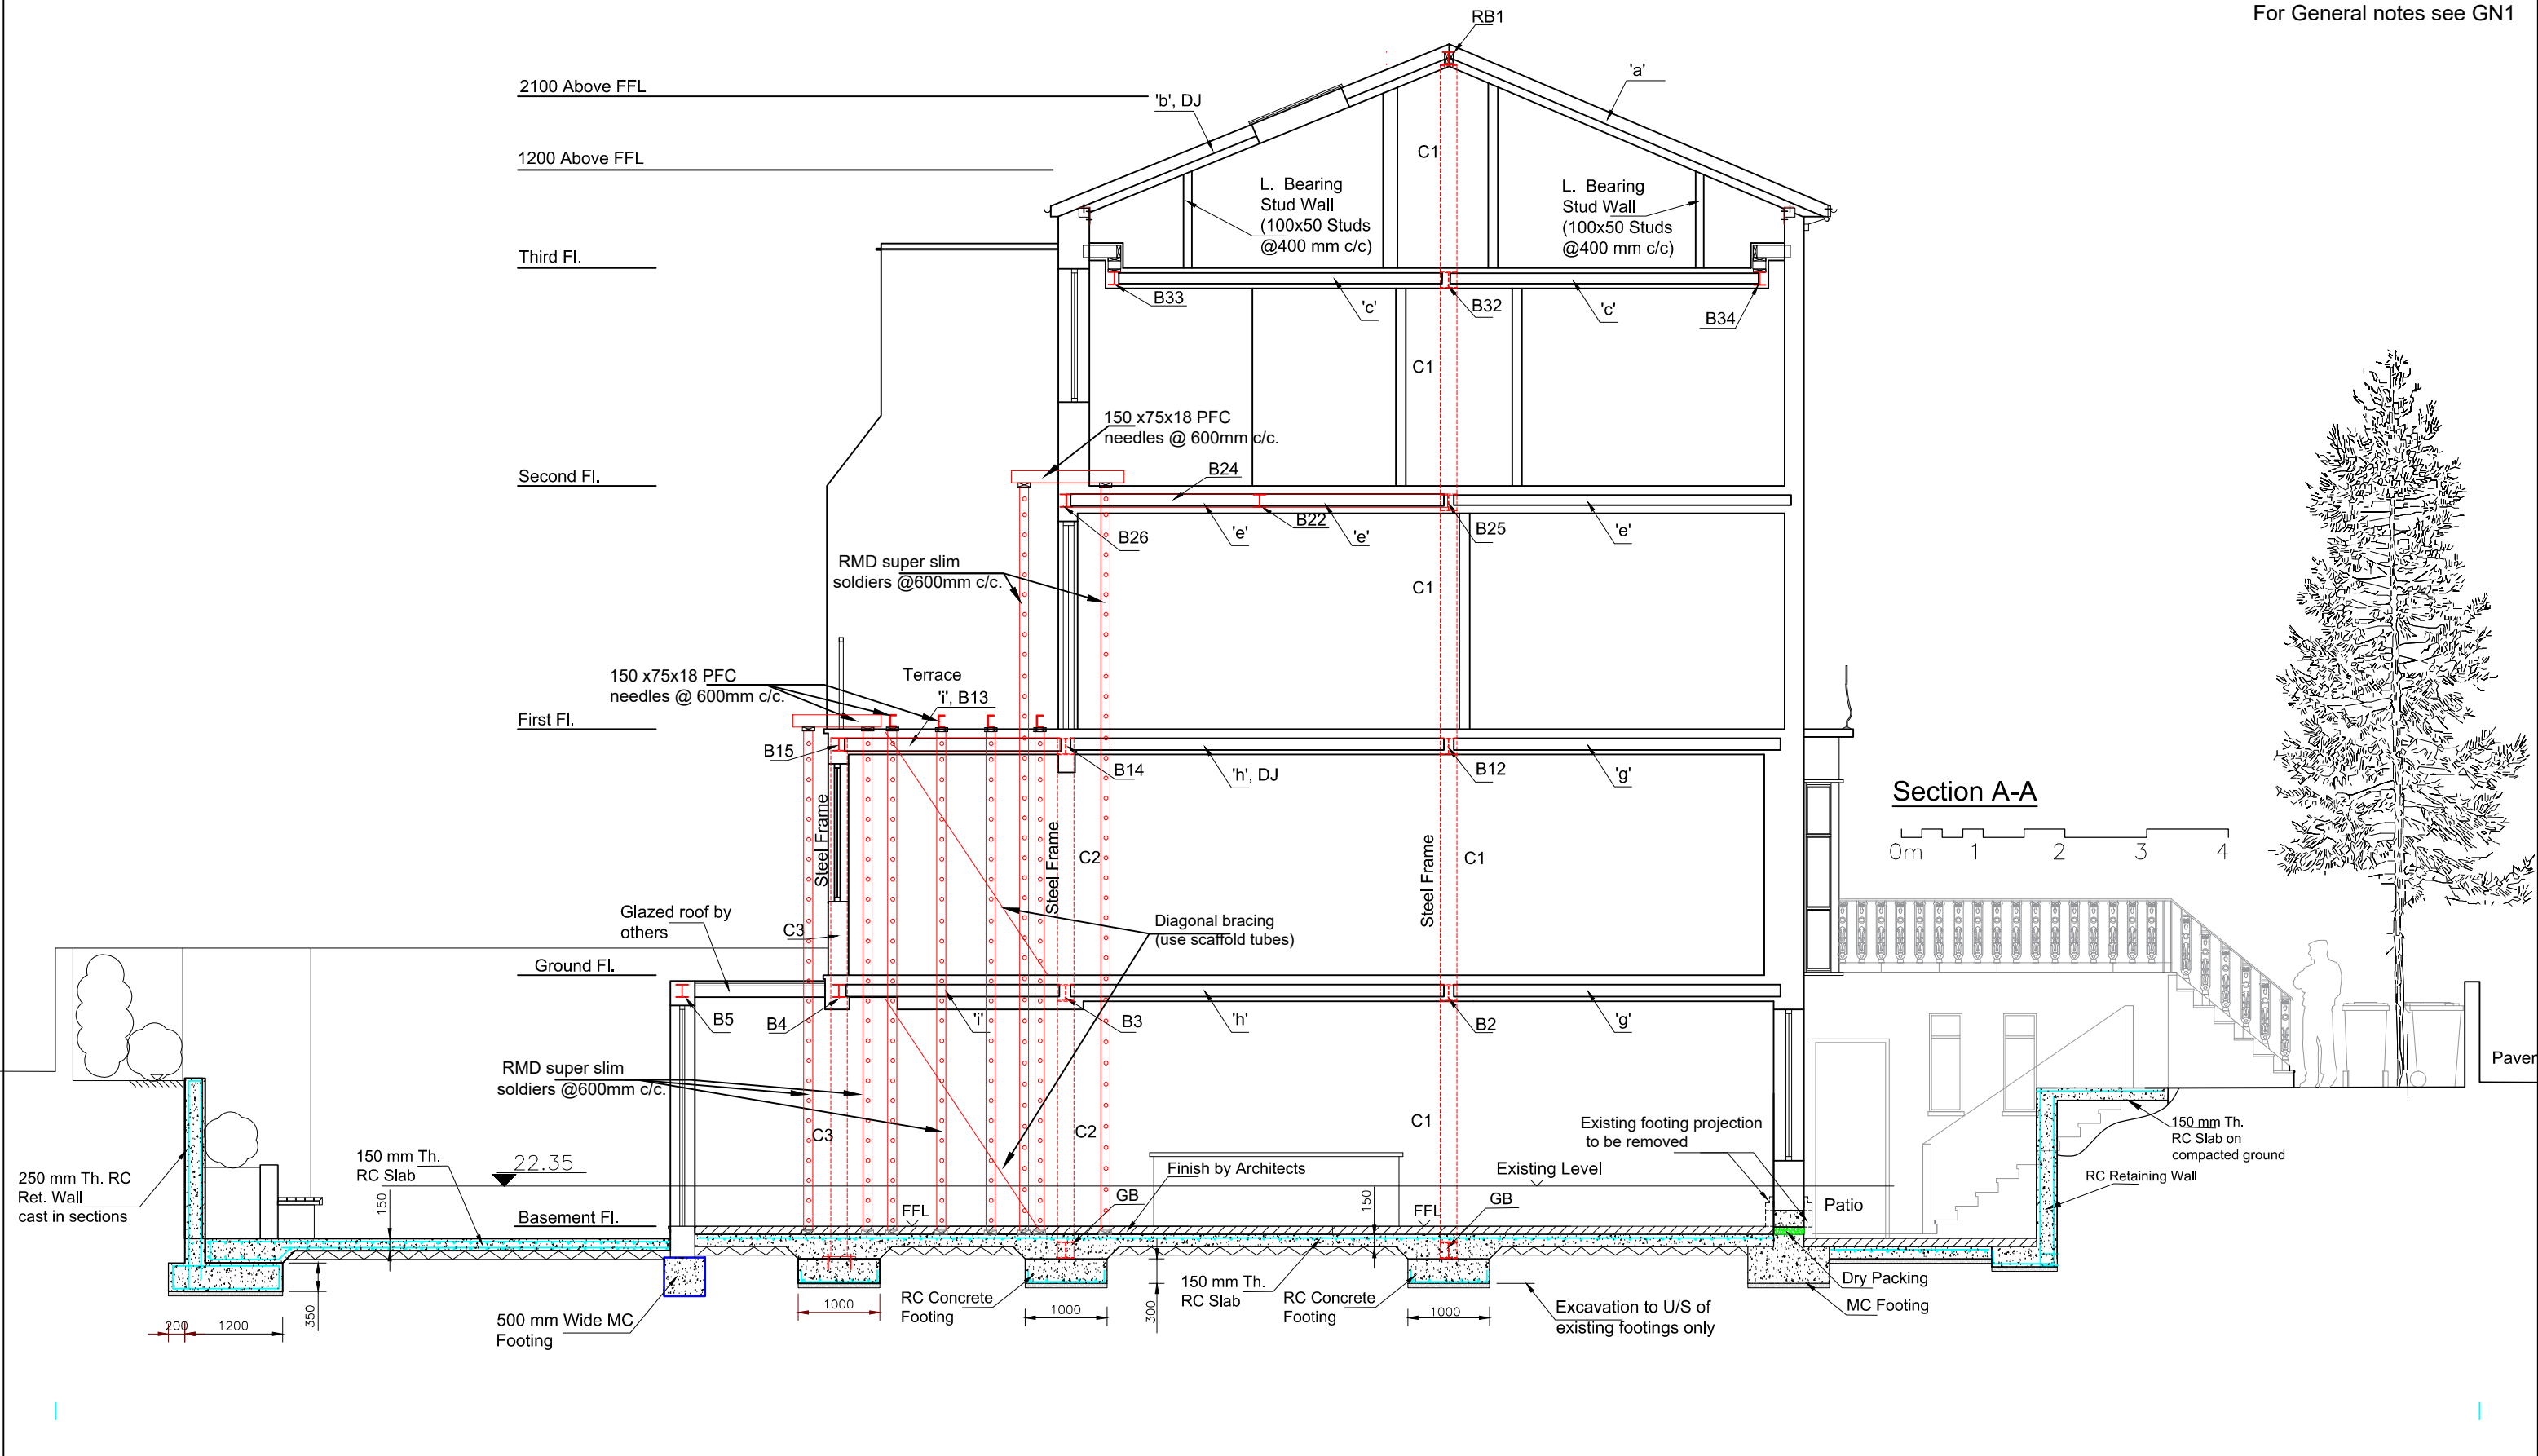 For General notes see GN1
RB1
2100 Above FFL
'b', DJ
'a'
1200 Above FFL
C1
L. Bearing
Stud Wall
(100x50 Studs
@400 mm c/c)
L. Bearing
Stud Wall
(100x50 Studs
@400 mm c/c)
Third Fl.
B33
'c'
B32
'c'
B34
C1
150 x75x18 PFC
needles @ 600mm c/c.
Second Fl.
B24
B22
B26
'e'
'e'
B25
'e'
RMD super slim
soldiers @600mm c/c.
C1
150 x75x18 PFC
needles @ 600mm c/c.
Terrace
'i', B13
First Fl.
B15
B14
'h', DJ
B12
'g'
Section A-A
0m 1 2 3 4
Steel Frame
Steel Frame
C2
Steel Frame
C1
Glazed roof by
others
C3
Diagonal bracing
(use scaffold tubes)
Ground Fl.
B5
B4
'i'
B3
'h'
B2
'g'
RMD super slim
soldiers @600mm c/c.
C3
C2
C1
Existing footing projection
to be removed
150 mm Th.
RC Slab on
compacted ground
RC Retaining Wall
250 mm Th. RC
Ret. Wall
cast in sections
150 mm Th.
RC Slab
22.35
Finish by Architects
Existing Level
GB
GB
Patio
150
150
Basement Fl.
FFL
FFL
Dry Packing
MC Footing
200
1200
350
500 mm Wide MC
Footing
1000
RC Concrete
Footing
1000
300
150 mm Th.
RC Slab
RC Concrete
Footing
1000
Excavation to U/S of
existing footings only